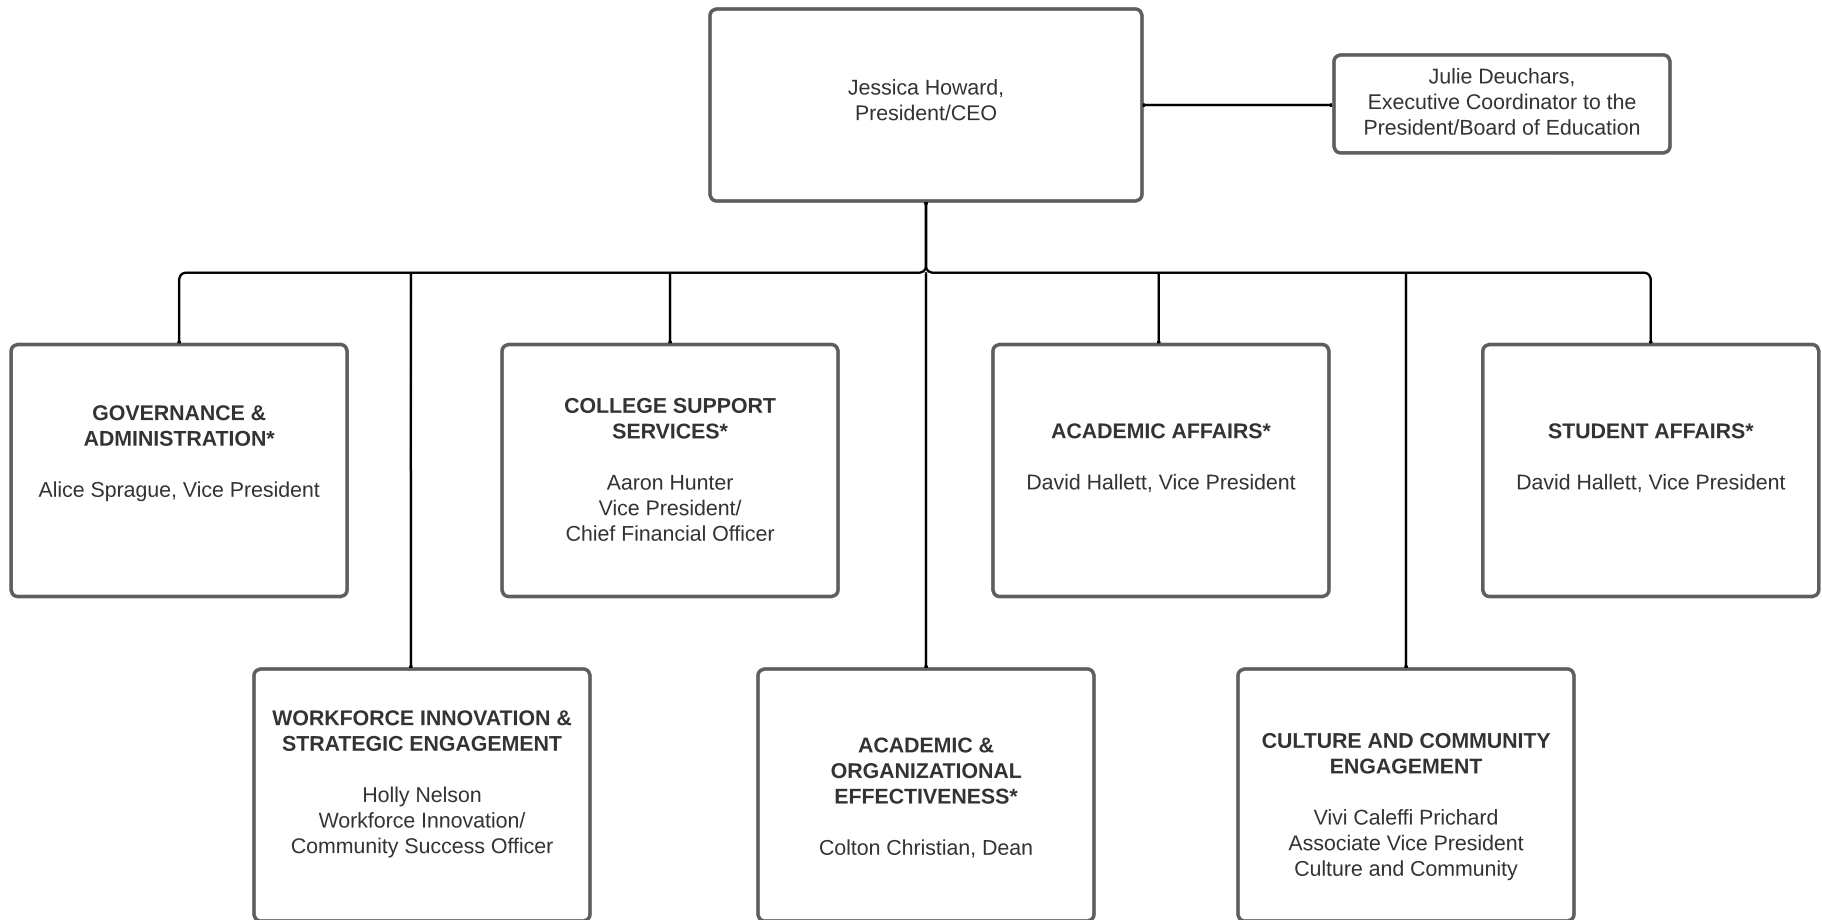 Jessica Howard,
President/CEO
Julie Deuchars,
Executive Coordinator to the
President/Board of Education
GOVERNANCE &
ADMINISTRATION*
Alice Sprague, Vice President
COLLEGE SUPPORT
SERVICES*
Aaron Hunter
Vice President/
Chief Financial Officer
ACADEMIC AFFAIRS*
David Hallett, Vice President
STUDENT AFFAIRS*
David Hallett, Vice President
WORKFORCE INNOVATION &
STRATEGIC ENGAGEMENT
Holly Nelson
Workforce Innovation/
Community Success Officer
ACADEMIC &
ORGANIZATIONAL
EFFECTIVENESS*
Colton Christian, Dean
CULTURE AND COMMUNITY
ENGAGEMENT
Vivi Caleffi Prichard
Associate Vice President
Culture and Community